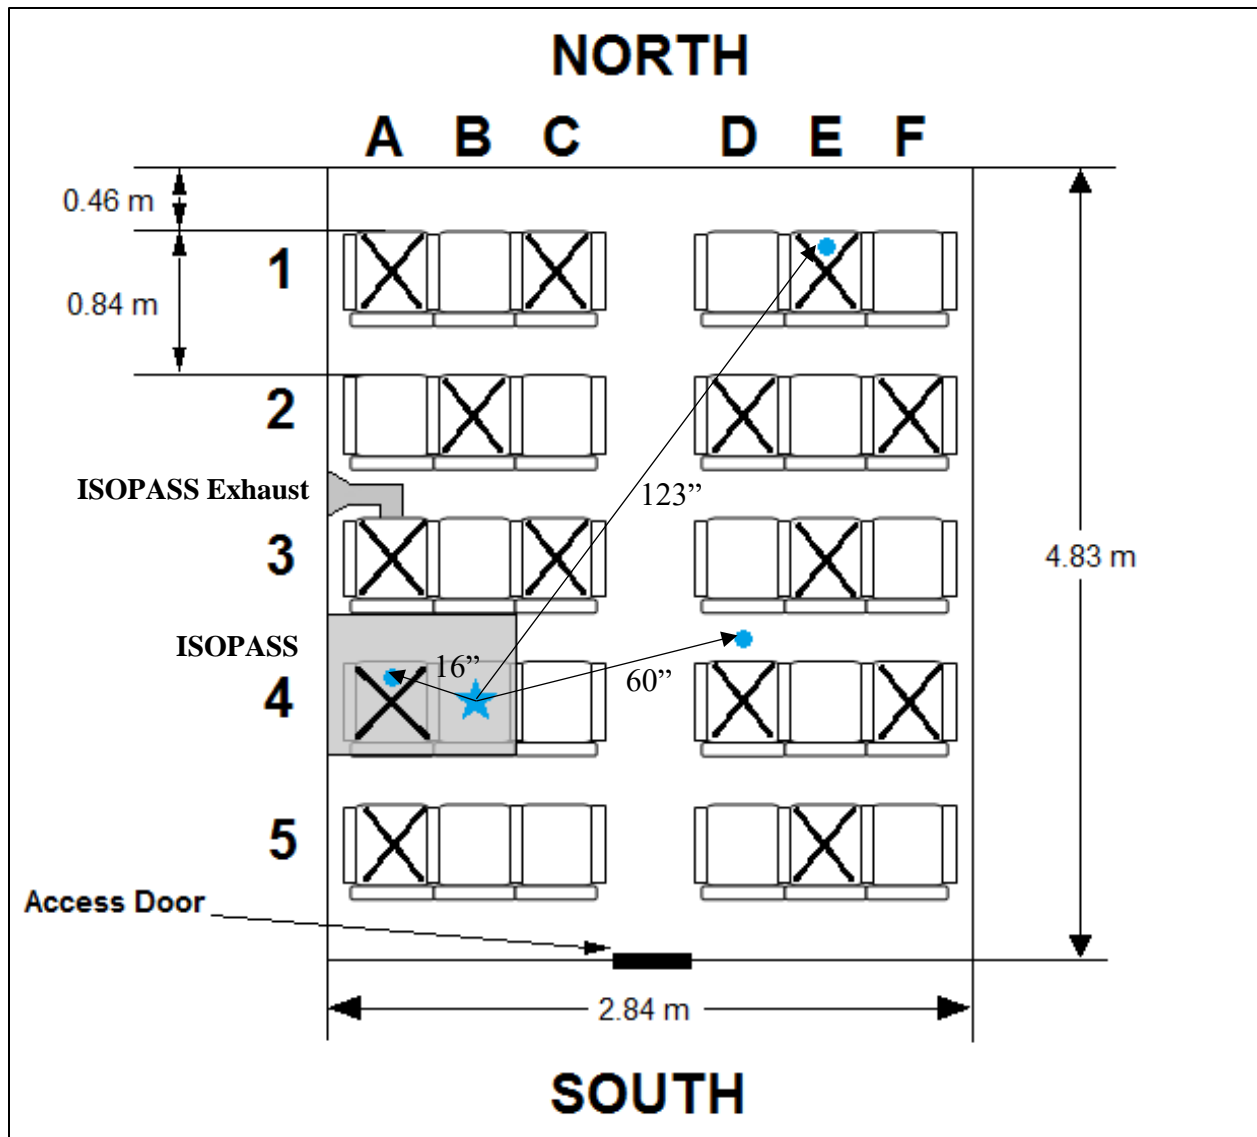 NORTH
A B C D E F
0.46 m
1
0.84 m
2
ISOPASS Exhaust
123”
3
4.83 m
ISOPASS
16”
60”
4
5
Access Door
2.84 m
SOUTH